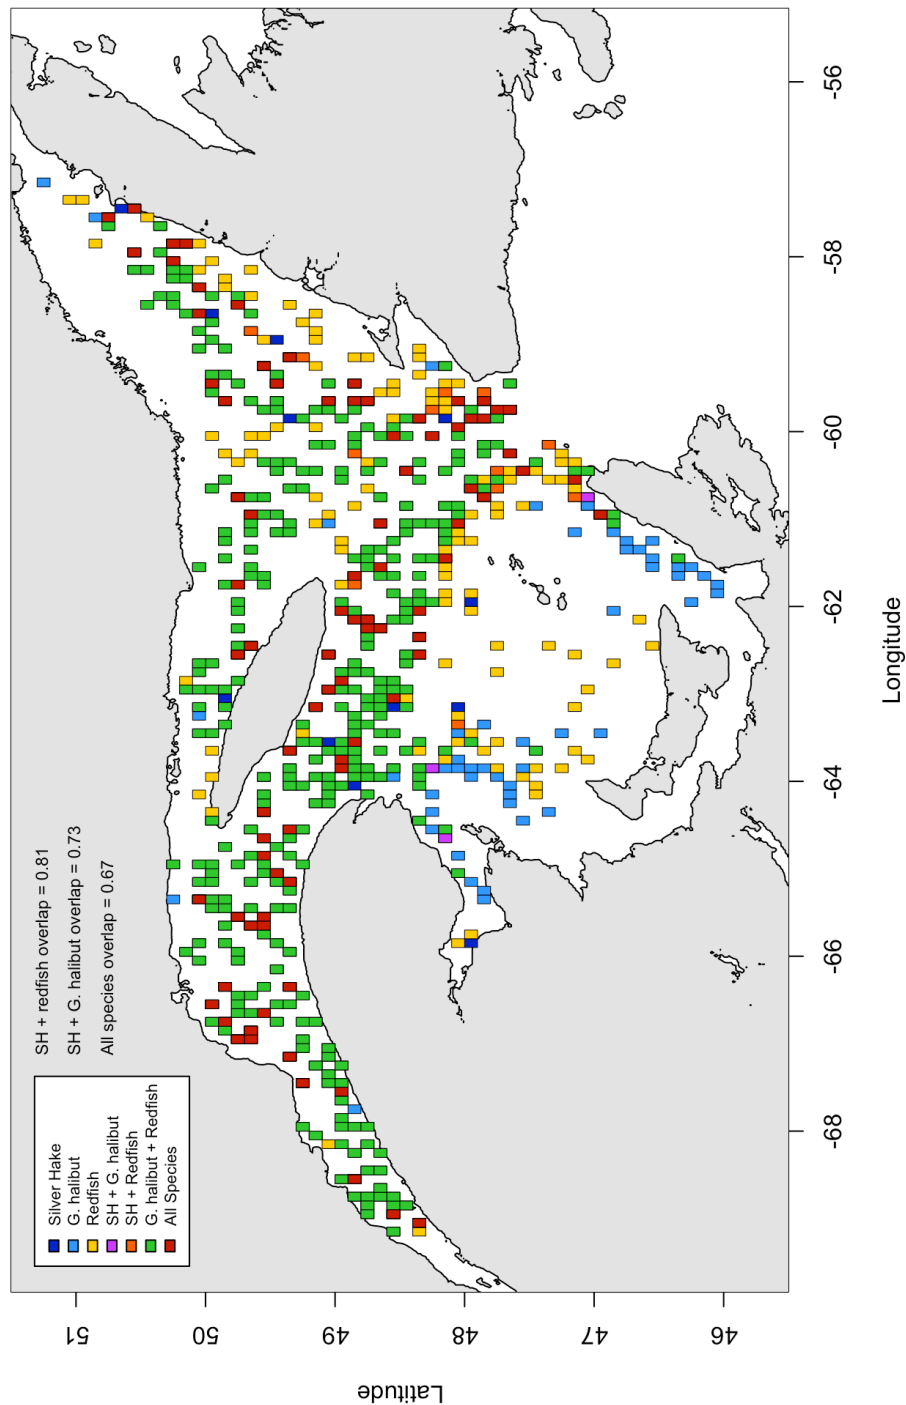 SH + redfish overlap = 0.81
SH + G. halibut overlap = 0.73
All species overlap = 0.67
Silver Hake
G. halibut
Redfish
SH + G. halibut
SH + Redfish
G. halibut + Redfish
All Species
51
50
49
48
47
46
Latitude
-68
-66
-64
-62
-60
-58
-56
Longitude